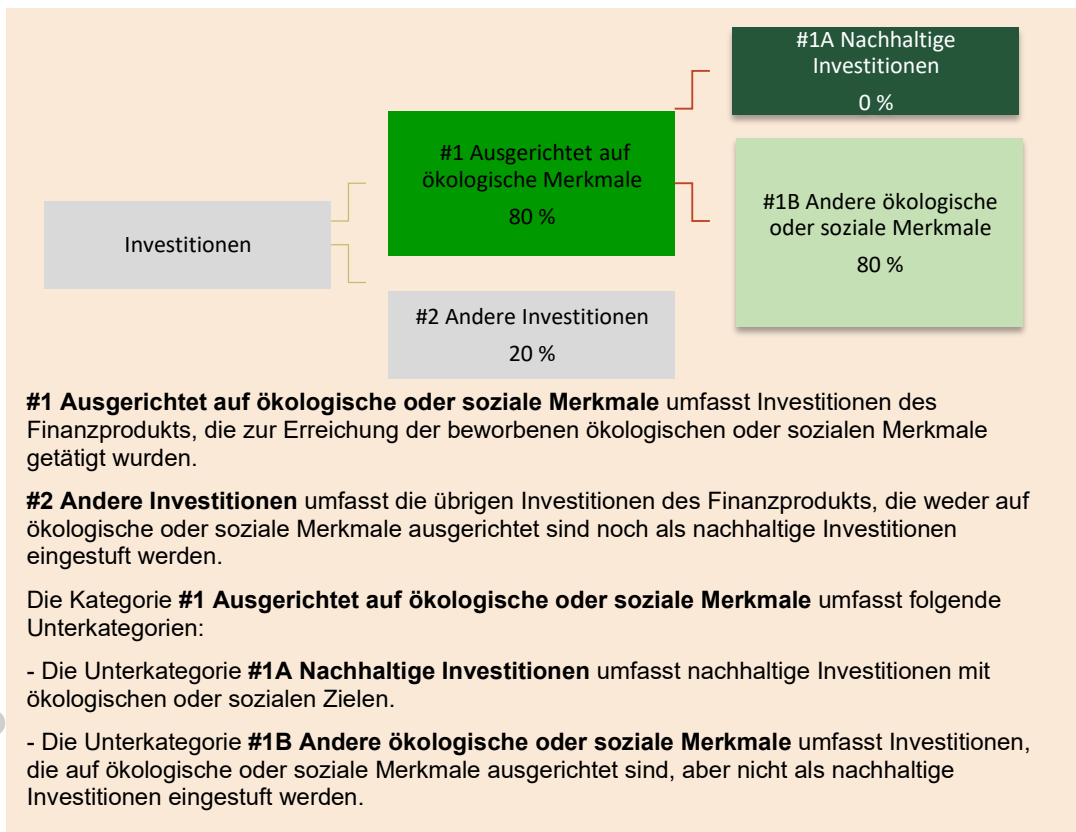 #1A Nachhaltige
Investitionen
0 %
#1 Ausgerichtet auf
ökologische Merkmale
80 %
#1B Andere ökologische
oder soziale Merkmale
80 %
Investitionen
#2 Andere Investitionen
20 %
#1 Ausgerichtet auf ökologische oder soziale Merkmale umfasst Investitionen des
Finanzprodukts, die zur Erreichung der beworbenen ökologischen oder sozialen Merkmale
getätigt wurden.
#2 Andere Investitionen umfasst die übrigen Investitionen des Finanzprodukts, die weder auf
ökologische oder soziale Merkmale ausgerichtet sind noch als nachhaltige Investitionen
eingestuft werden.
Die Kategorie #1 Ausgerichtet auf ökologische oder soziale Merkmale umfasst folgende
Unterkategorien:
- Die Unterkategorie #1A Nachhaltige Investitionen umfasst nachhaltige Investitionen mit
ökologischen oder sozialen Zielen.
- Die Unterkategorie #1B Andere ökologische oder soziale Merkmale umfasst Investitionen,
die auf ökologische oder soziale Merkmale ausgerichtet sind, aber nicht als nachhaltige
Investitionen eingestuft werden.